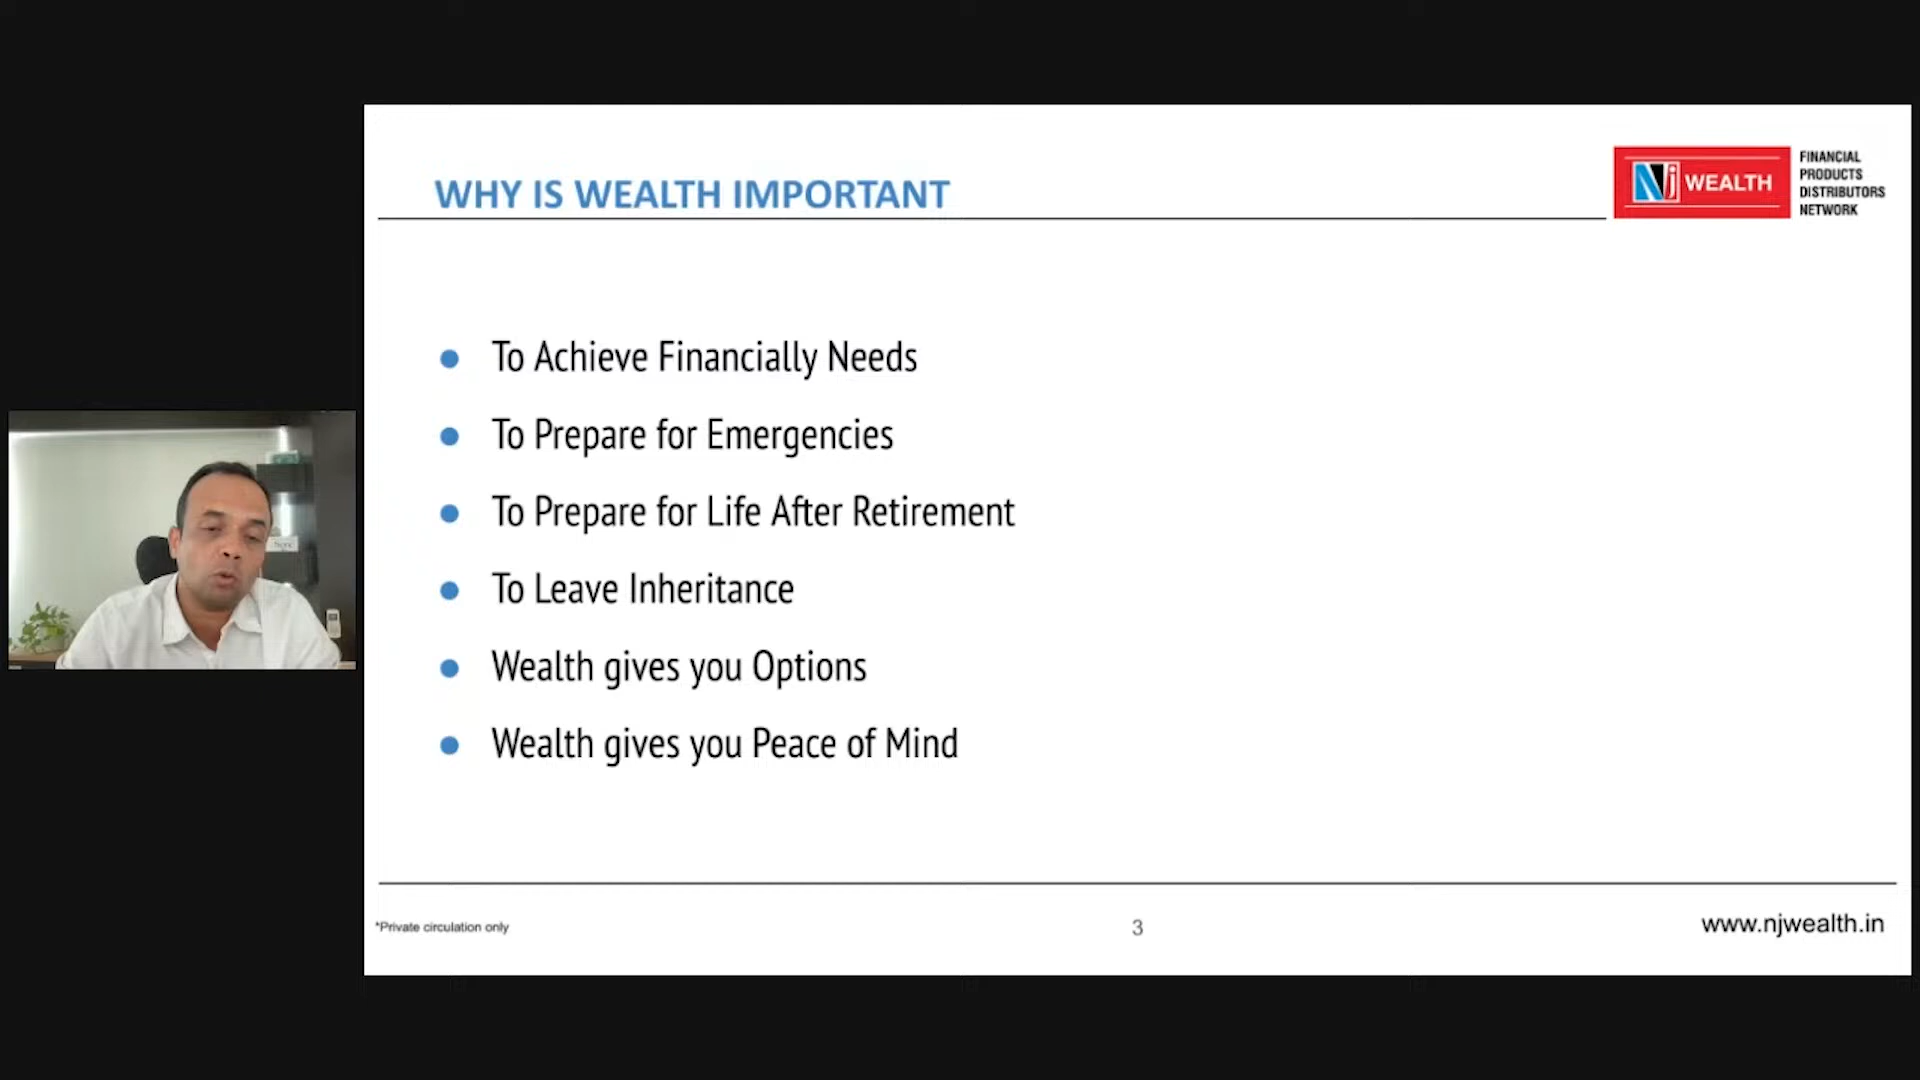 WHY IS WEALTH IMPORTANT
NJ WEALTH
FINANCIAL
PRODUCTS
DISTRIBUTORS
NETWORK
To Achieve Financially Needs
To Prepare for Emergencies
To Prepare for Life After Retirement
To Leave Inheritance
Wealth gives you Options
Wealth gives you Peace of Mind
*Private circulation only
3
www.njwealth.in